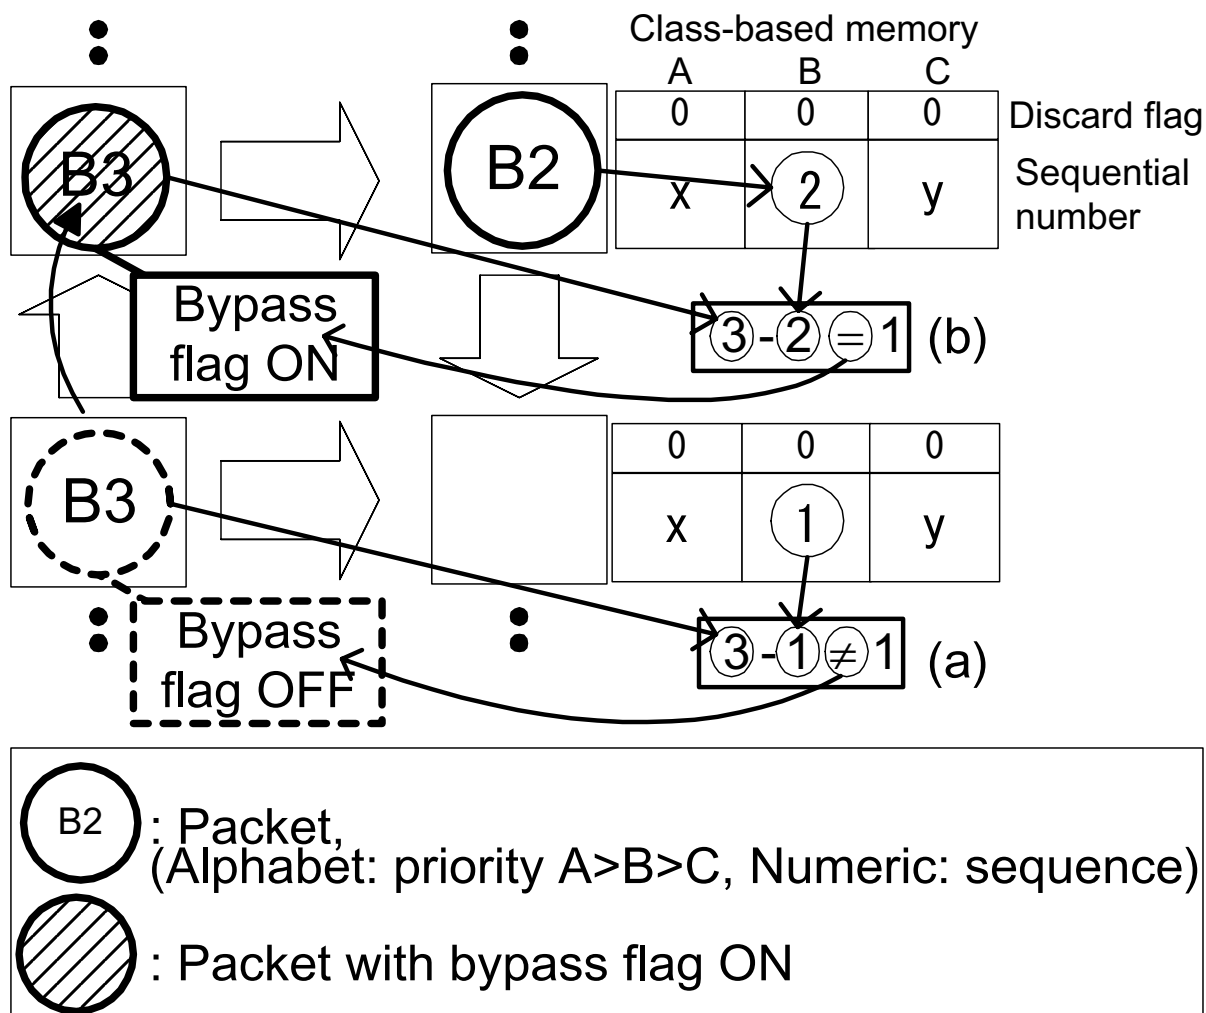 Class-based memory
A B C
B3 B2 0 0 0 Discard flag
x 2 y Sequential
number
Bypass
flag ON
3-2=1 (b)
B3 0 0 0
x 1 y
Bypass
flag OFF
3-1≠1 (a)
B2 : Packet,
(Alphabet: priority A>B>C, Numeric: sequence)
: Packet with bypass flag ON